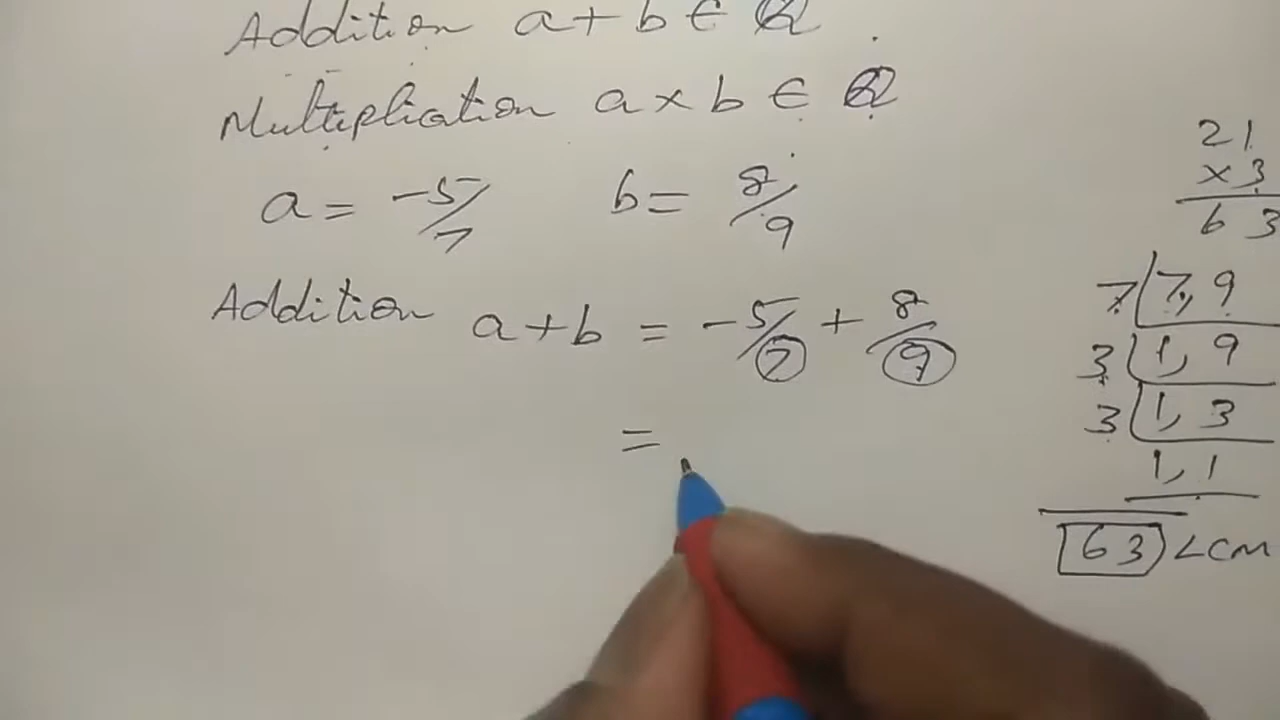 Addition a + b ∈ Q
Multiplication a × b ∈ Q
a = -5/7 b = 8/9
Addition a + b = -5/7 + 8/9
=
21
×3
63
7 | 7, 9
3 | 1, 9
3 | 1, 3
1, 1
63 LCM